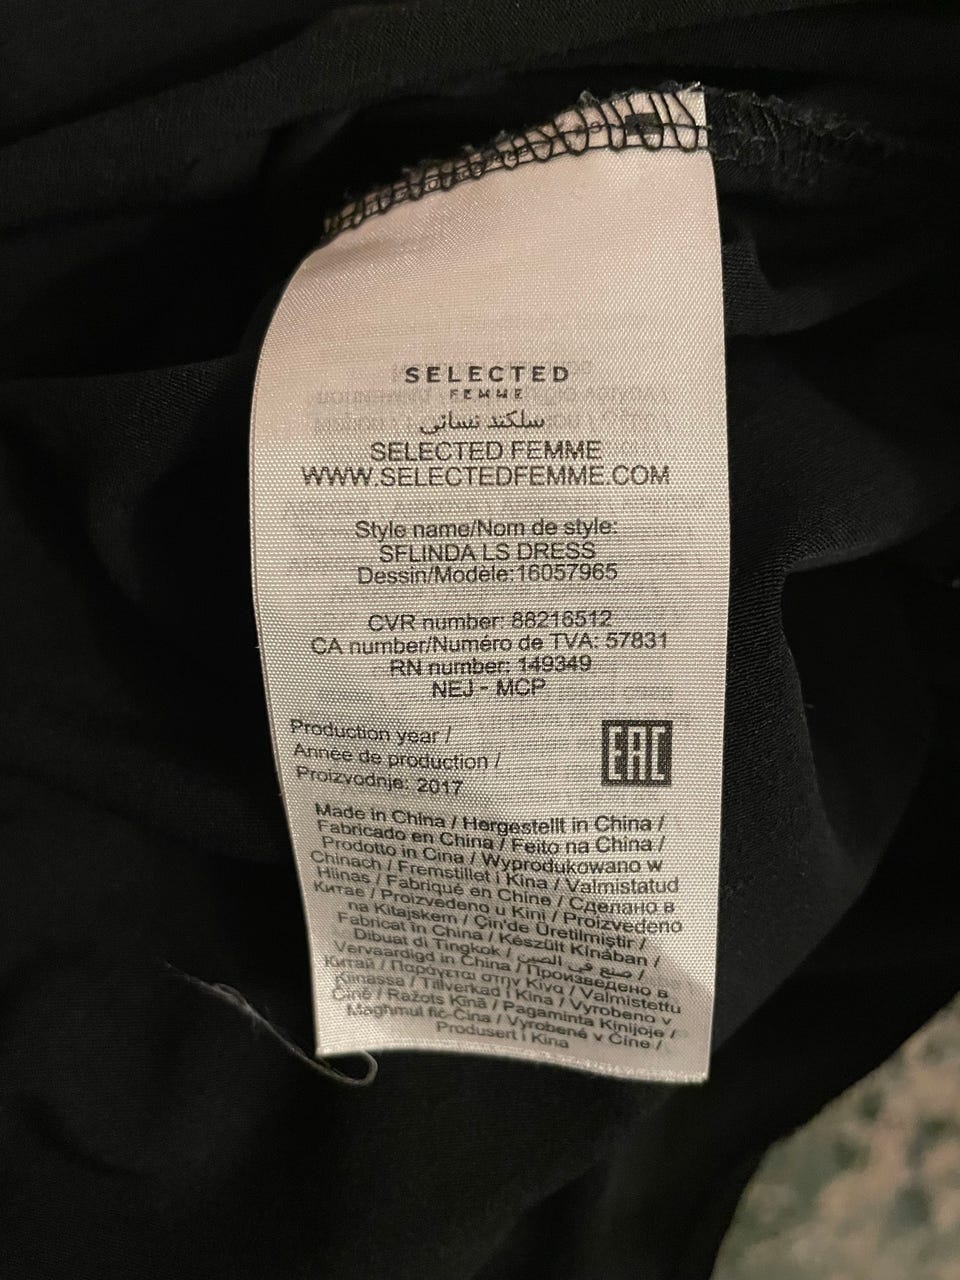 SELECTED
FEMME
سلكتد نسائي
SELECTED FEMME
WWW.SELECTEDFEMME.COM
Style name/Nom de style:
SFLINDA LS DRESS
Dessin/Modèle:16057965
CVR number: 88216512
CA number/Numéro de TVA: 57831
RN number: 149349
NEJ - MCP
Production year /
Année de production /
Proizvodnje: 2017
EAC
Made in China / Hergestellt in China /
Fabricado en China / Feito na China /
Prodotto in Cina / Wyprodukowano w
Chinach / Fremstillet i Kina / Valmistatud
Hiinas / Fabriqué en Chine / Сделано в
Китае / Proizvedeno u Kini / Proizvedeno
na Kitajskem / Çin'de Üretilmiştir /
Fabricat în China / Készült Kínában /
Dibuat di Tiongkok / صنع في الصين /
Vervaardigd in China / Произведено в
Китай / Παράγεται στην Κίνα / Valmistettu
Kiinassa / Tillverkad i Kina / Vyrobeno v
Číně / Ražots Ķīnā / Pagaminta Kinijoje /
Maghmul fiċ-Ċina / Vyrobené v Číne /
Produsert i Kina